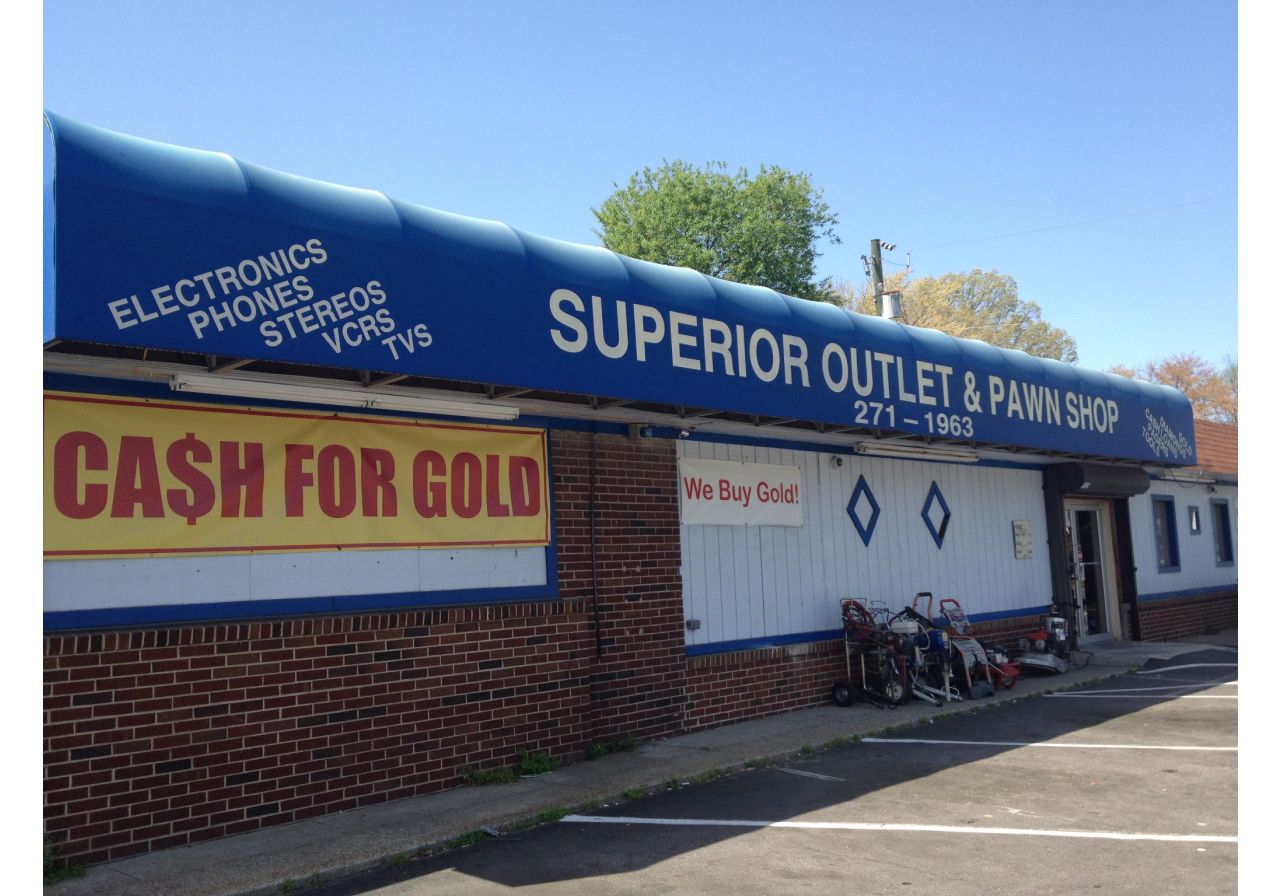 ELECTRONICS
PHONES
STEREOS
VCRS
TVS
SUPERIOR OUTLET & PAWN SHOP
271–1963
CA$H FOR GOLD
We Buy Gold!